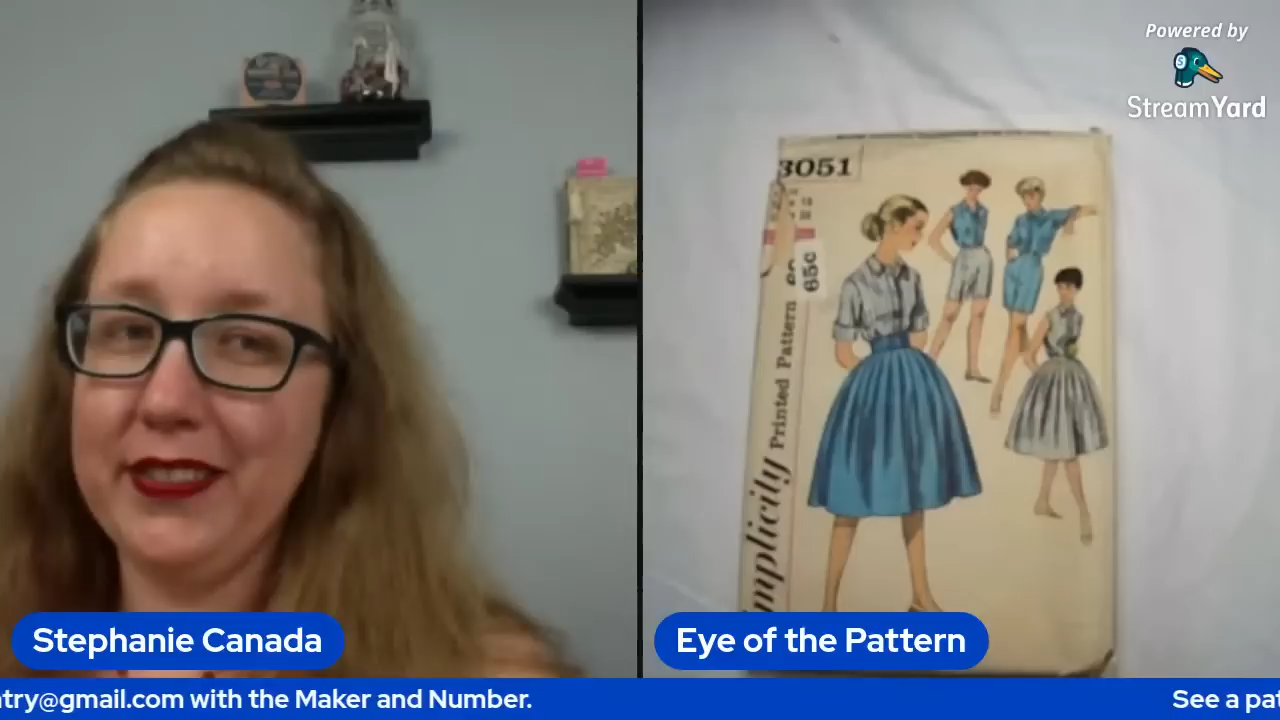 Powered by
StreamYard
3051
65c
Simplicity Printed Pattern
Stephanie Canada
Eye of the Pattern
ntry@gmail.com with the Maker and Number.
See a pat